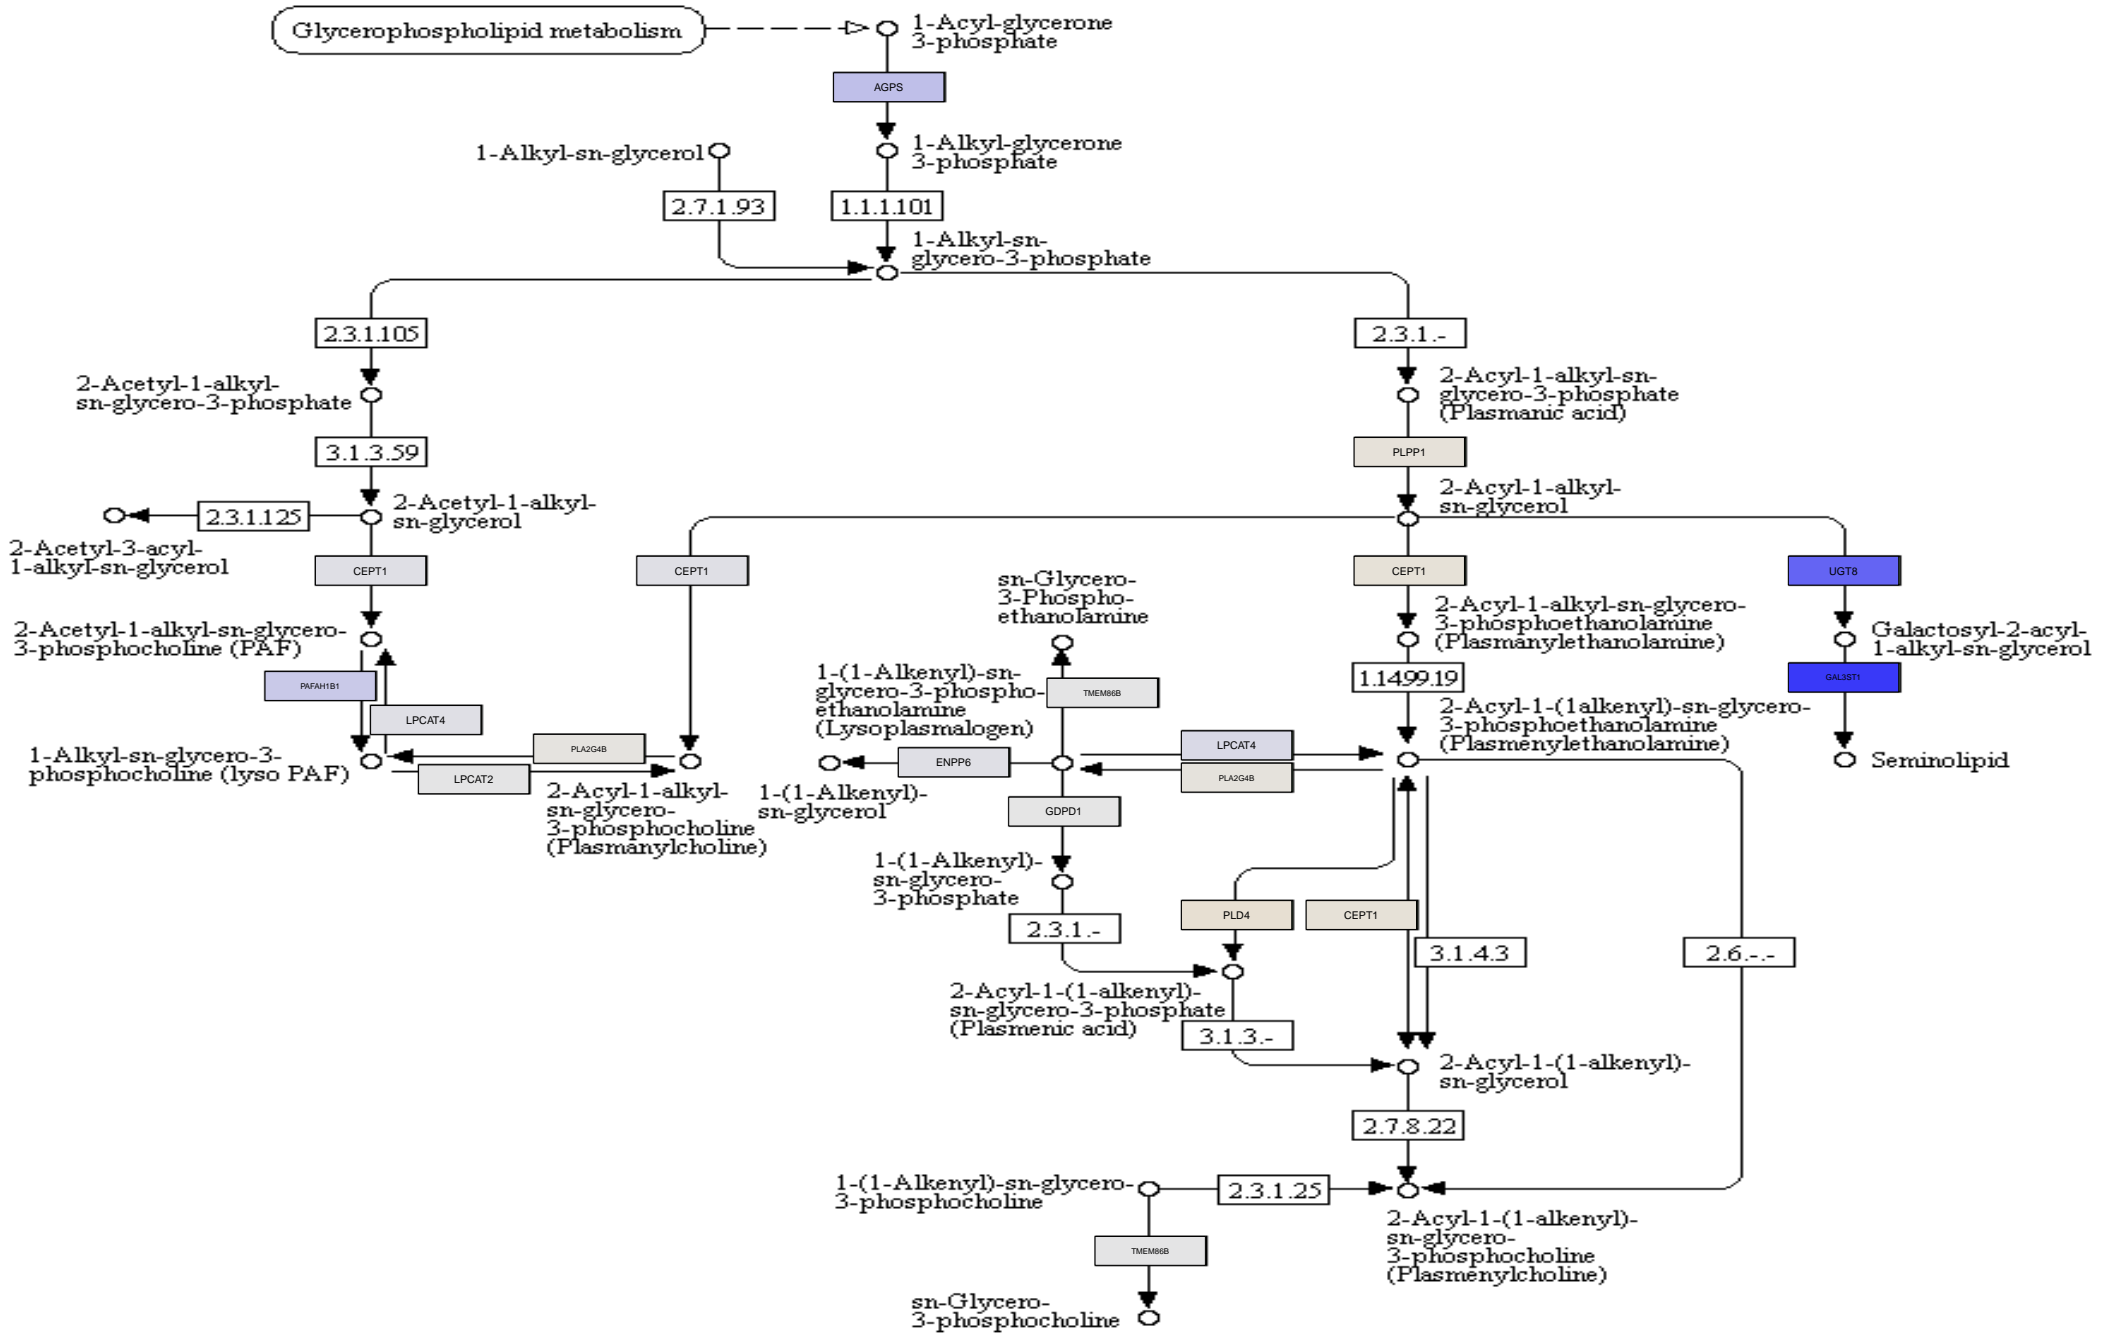 Glycerophospholipid metabolism
1-Acyl-glycerone
3-phosphate
AGPS
1-Alkyl-sn-glycerol
1-Alkyl-glycerone
3-phosphate
2.7.1.93
1.1.1.101
1-Alkyl-sn-
glycero-3-phosphate
2.3.1.105
2.3.1.-
2-Acetyl-1-alkyl-
sn-glycero-3-phosphate
2-Acyl-1-alkyl-sn-
glycero-3-phosphate
(Plasmanic acid)
3.1.3.59
PLPP1
2.3.1.125
2-Acetyl-1-alkyl-
sn-glycerol
2-Acyl-1-alkyl-
sn-glycerol
2-Acetyl-3-acyl-
1-alkyl-sn-glycerol
CEPT1
CEPT1
CEPT1
UGT8
sn-Glycero-
3-Phospho-
ethanolamine
2-Acetyl-1-alkyl-sn-glycero-
3-phosphocholine (PAF)
2-Acyl-1-alkyl-sn-glycero-
3-phosphoethanolamine
(Plasmanylethanolamine)
Galactosyl-2-acyl-
1-alkyl-sn-glycerol
PAFAH1B1
LPCAT4
1-(1-Alkenyl)-sn-
glycero-3-phospho-
ethanolamine
(Lysoplasmalogen)
TMEM86B
1.14.99.19
GAL3ST1
2-Acyl-1-(1alkenyl)-sn-glycero-
3-phosphoethanolamine
(Plasmenylethanolamine)
1-Alkyl-sn-glycero-3-
phosphocholine (lyso PAF)
PLA2G4B
LPCAT2
ENPP6
LPCAT4
PLA2G4B
Seminolipid
2-Acyl-1-alkyl-
sn-glycero-
3-phosphocholine
(Plasmanylcholine)
1-(1-Alkenyl)-
sn-glycerol
GDPD1
1-(1-Alkenyl)-
sn-glycero-
3-phosphate
2.3.1.-
PLD4
CEPT1
3.1.4.3
2.6.-.-
2-Acyl-1-(1-alkenyl)-
sn-glycero-3-phosphate
(Plasmenic acid)
3.1.3.-
2-Acyl-1-(1-alkenyl)-
sn-glycerol
2.7.8.22
1-(1-Alkenyl)-sn-glycero-
3-phosphocholine
2.3.1.25
2-Acyl-1-(1-alkenyl)-
sn-glycero-
3-phosphocholine
(Plasmenylcholine)
TMEM86B
sn-Glycero-
3-phosphocholine